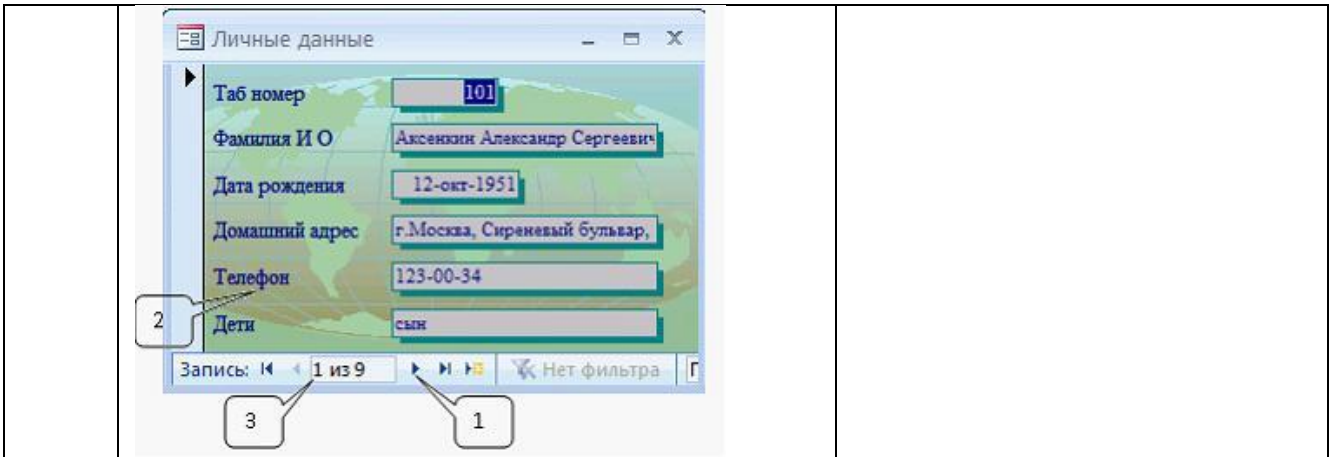 Личные данные
Таб номер 101
Фамилия И О Аксенкин Александр Сергеевич
Дата рождения 12-окт-1951
Домашний адрес г.Москва, Сиреневый бульвар,
Телефон 123-00-34
2
Дети сын
Запись: 1 из 9 Нет фильтра П
3 1